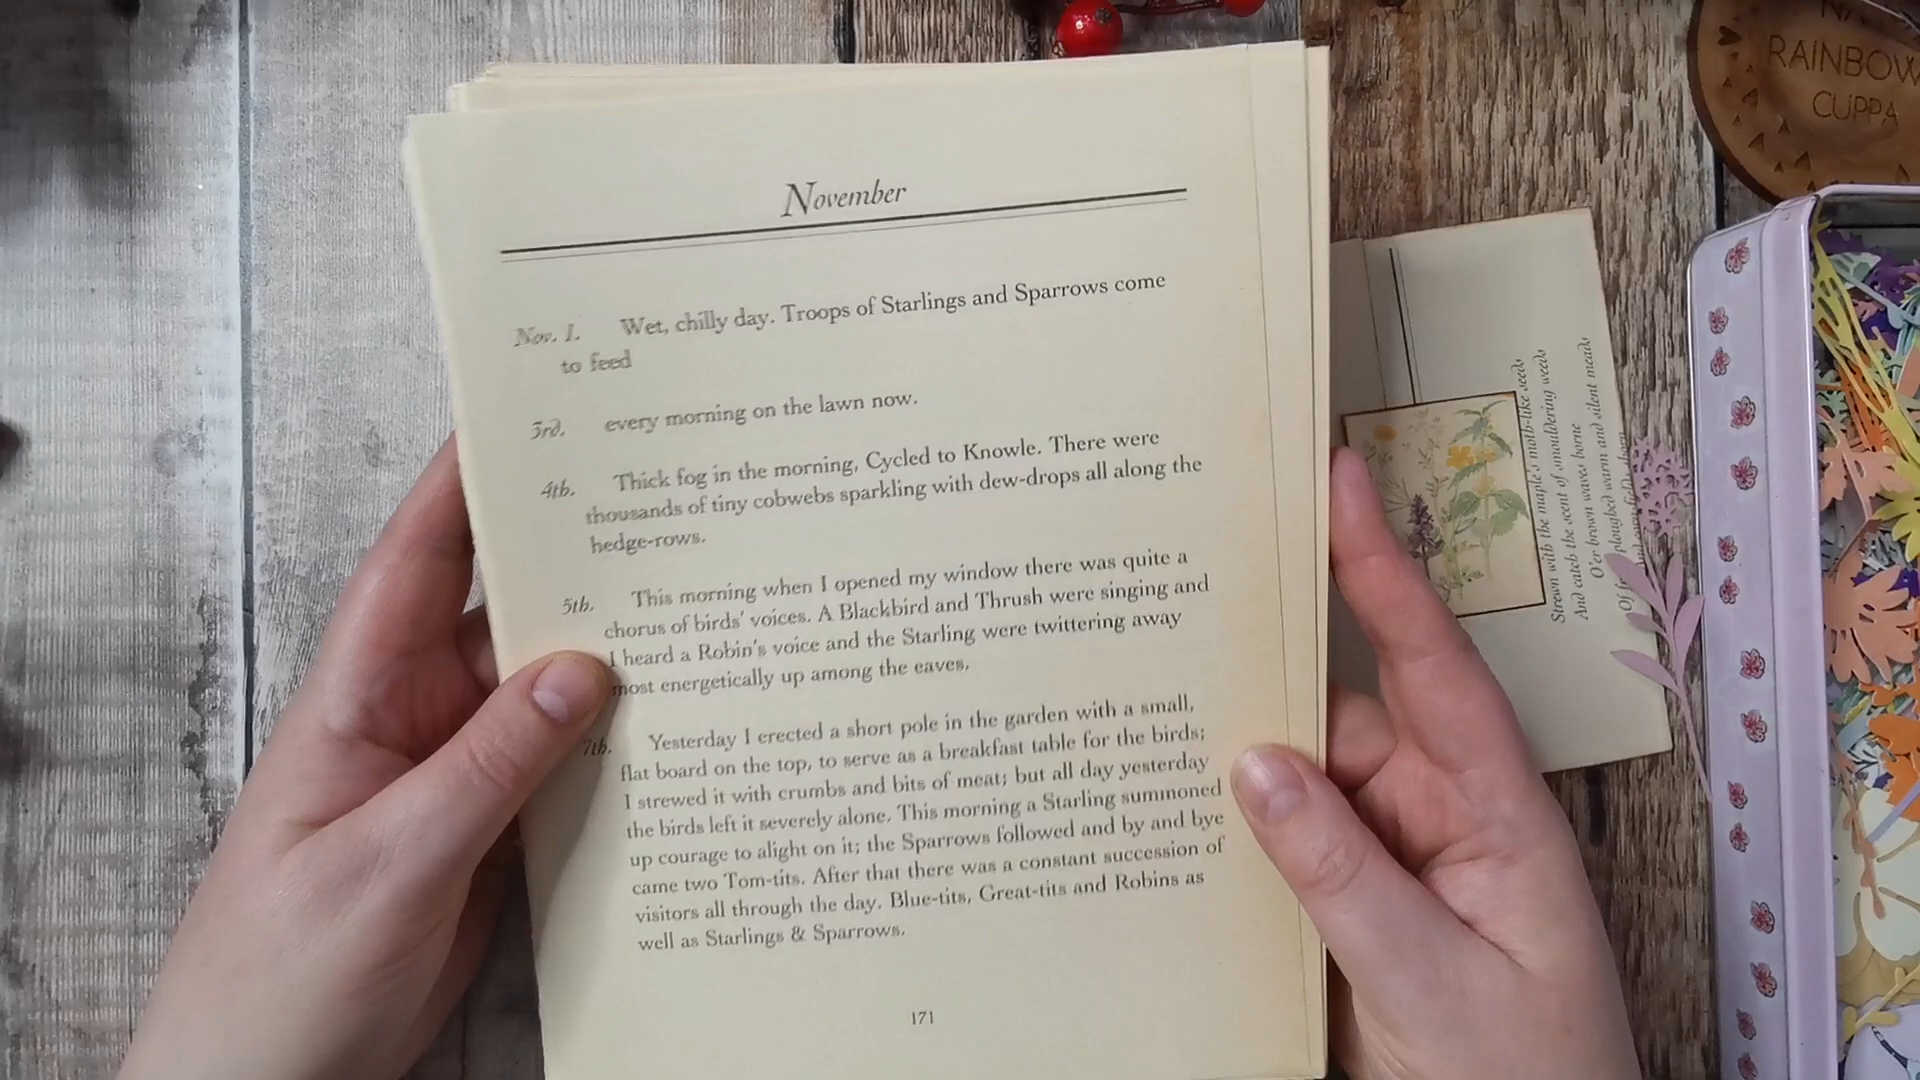 November
Nov. 1. Wet, chilly day. Troops of Starlings and Sparrows come
to feed
3rd. every morning on the lawn now.
4th. Thick fog in the morning, Cycled to Knowle. There were
thousands of tiny cobwebs sparkling with dew-drops all along the
hedge-rows.
5th. This morning when I opened my window there was quite a
chorus of birds' voices. A Blackbird and Thrush were singing and
I heard a Robin's voice and the Starling were twittering away
most energetically up among the eaves.
7th. Yesterday I erected a short pole in the garden with a small,
flat board on the top, to serve as a breakfast table for the birds;
I strewed it with crumbs and bits of meat; but all day yesterday
the birds left it severely alone. This morning a Starling summoned
up courage to alight on it; the Sparrows followed and by and bye
came two Tom-tits. After that there was a constant succession of
visitors all through the day. Blue-tits, Great-tits and Robins as
well as Starlings & Sparrows.
171
RAINBOW
CUPPA
Strewn with the maple's moth-like seeds
And catch the scent of smouldering weeds
O'er brown waves borne
ploughed warm and silent meads